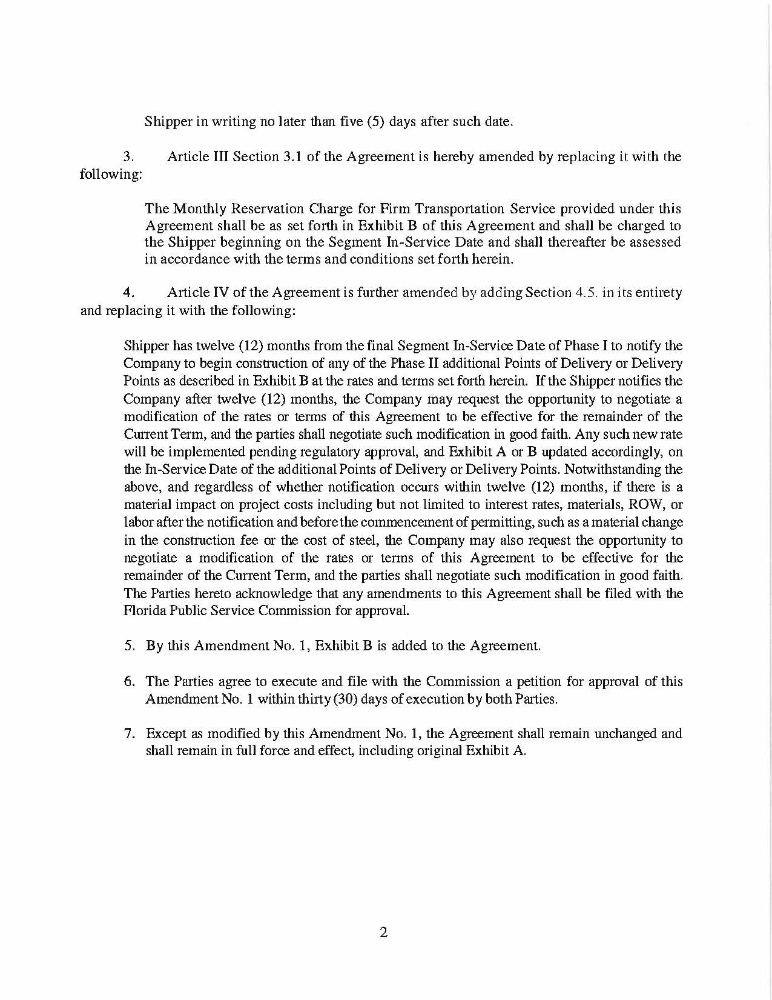 Shipper in writing no later than five (5) days after such date.
3. Article III Section 3.1 of the Agreement is hereby amended by replacing it with the
following:
The Monthly Reservation Charge for Firm Transportation Service provided under this
Agreement shall be as set forth in Exhibit B of this Agreement and shall be charged to
the Shipper beginning on the Segment In-Service Date and shall thereafter be assessed
in accordance with the terms and conditions set forth herein.
4. Article IV of the Agreement is further amended by adding Section 4.5. in its entirety
and replacing it with the following:
Shipper has twelve (12) months from the final Segment In-Service Date of Phase I to notify the
Company to begin construction of any of the Phase II additional Points of Delivery or Delivery
Points as described in Exhibit B at the rates and terms set forth herein. If the Shipper notifies the
Company after twelve (12) months, the Company may request the opportunity to negotiate a
modification of the rates or terms of this Agreement to be effective for the remainder of the
Current Term, and the parties shall negotiate such modification in good faith. Any such new rate
will be implemented pending regulatory approval, and Exhibit A or B updated accordingly, on
the In-Service Date of the additional Points of Delivery or Delivery Points. Notwithstanding the
above, and regardless of whether notification occurs within twelve (12) months, if there is a
material impact on project costs including but not limited to interest rates, materials, ROW, or
labor after the notification and before the commencement of permitting, such as a material change
in the construction fee or the cost of steel, the Company may also request the opportunity to
negotiate a modification of the rates or terms of this Agreement to be effective for the
remainder of the Current Term, and the parties shall negotiate such modification in good faith.
The Parties hereto acknowledge that any amendments to this Agreement shall be filed with the
Florida Public Service Commission for approval.
5. By this Amendment No. 1, Exhibit B is added to the Agreement.
6. The Parties agree to execute and file with the Commission a petition for approval of this
Amendment No. 1 within thirty (30) days of execution by both Parties.
7. Except as modified by this Amendment No. 1, the Agreement shall remain unchanged and
shall remain in full force and effect, including original Exhibit A.
2